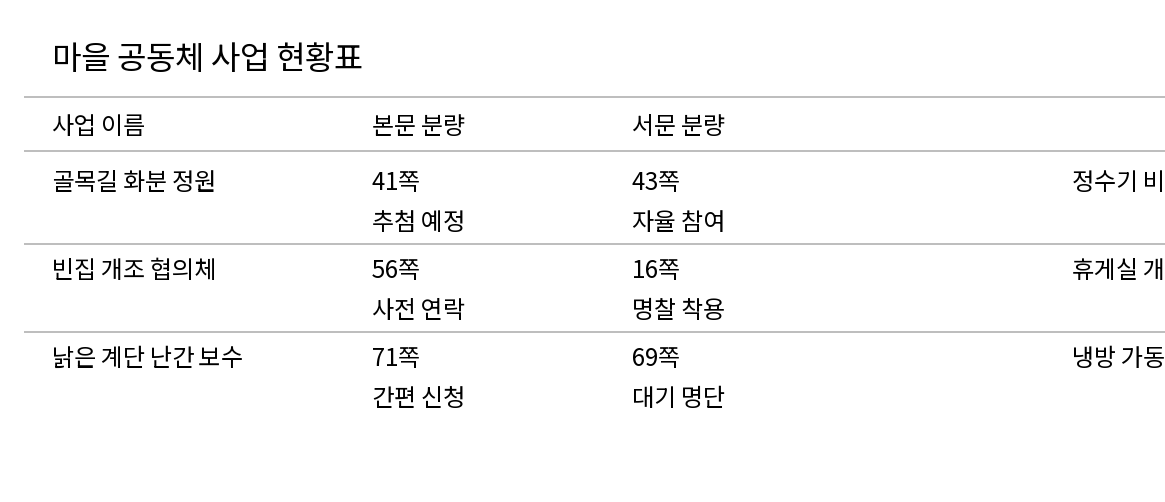 마을 공동체 사업 현황표
사업 이름 본문 분량 서문 분량
골목길 화분 정원 41쪽 43쪽 정수기 비
추첨 예정 자율 참여
빈집 개조 협의체 56쪽 16쪽 휴게실 개
사전 연락 명찰 착용
낡은 계단 난간 보수 71쪽 69쪽 냉방 가동
간편 신청 대기 명단